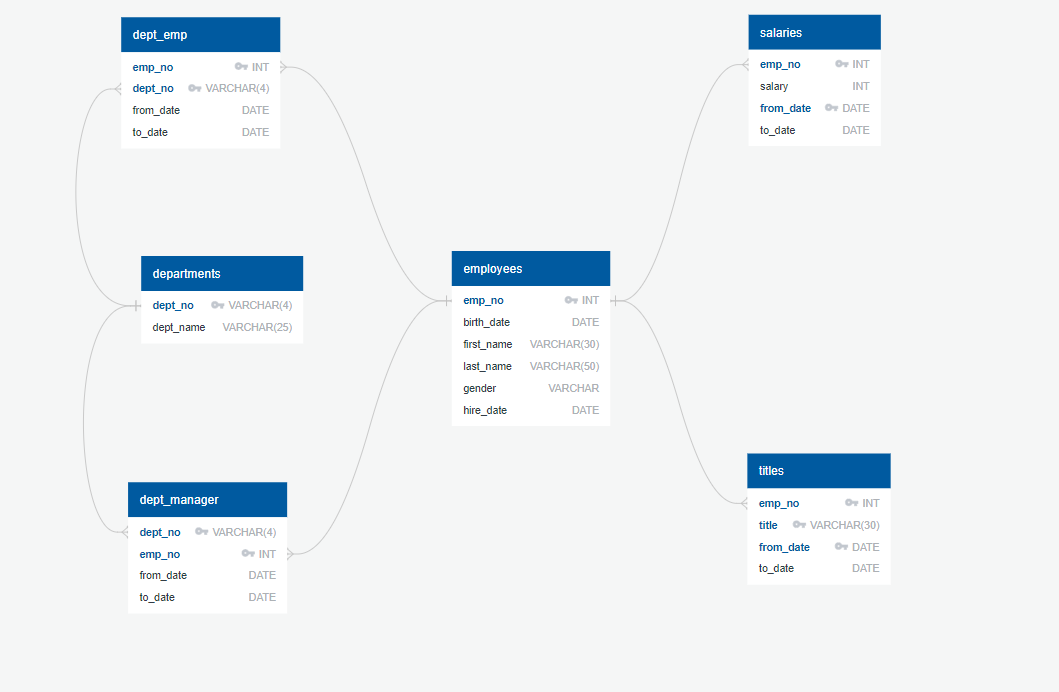 dept_emp
emp_no INT
dept_no VARCHAR(4)
from_date DATE
to_date DATE
salaries
emp_no INT
salary INT
from_date DATE
to_date DATE
departments
dept_no VARCHAR(4)
dept_name VARCHAR(25)
employees
emp_no INT
birth_date DATE
first_name VARCHAR(30)
last_name VARCHAR(50)
gender VARCHAR
hire_date DATE
dept_manager
dept_no VARCHAR(4)
emp_no INT
from_date DATE
to_date DATE
titles
emp_no INT
title VARCHAR(30)
from_date DATE
to_date DATE